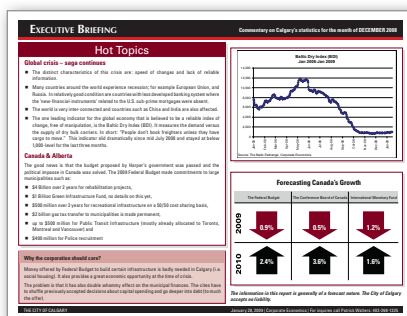 EXECUTIVE BRIEFING
Commentary on Calgary's statistics for the month of DECEMBER 2008
Hot Topics
Global crisis – saga continues
■ The distinct characteristics of this crisis are: speed of changes and lack of reliable
information.
■ Many countries around the world experience recession; for example European Union, and
Russia. In relatively good condition are countries with less developed banking system where
the 'new-financial instruments' related to the U.S. sub-prime mortgages were absent.
■ The world is very inter-connected and countries such as China and India are also affected.
■ The one leading indicator for the global economy that is believed to be a reliable index of
change, free of manipulation, is the Baltic Dry Index (BDI). It measures the demand versus
the supply of dry bulk carriers. In short: "People don't book freighters unless they have
cargo to move." This indicator fell dramatically since mid July 2008 and stayed at below
1,000-level for the last three months.
Canada & Alberta
The good news is that the budget proposed by Harper's government was passed and the
political impasse in Canada was solved. The 2009 Federal Budget made commitments to large
municipalities such as:
■ $4 Billion over 2 years for rehabilitation projects,
■ $1 Billion Green Infrastructure Fund, no details on this yet,
■ $500 million over 2 years for recreational infrastructure on a 50/50 cost sharing basis,
■ $2 billion gas tax transfer to municipalities is made permanent,
■ up to $500 million for Public Transit Infrastructure (mostly already allocated to Toronto,
Montreal and Vancouver) and
■ $400 million for Police recruitment
Why the corporation should care?
Money offered by Federal Budget to build certain infrastructure is badly needed in Calgary (i.e.
social housing). It also provides a great economic opportunity at the time of crisis.
The problem is that it has also double whammy effect on the municipal finances. The cities have
to shuffle previously accepted decisions about capital spending and go deeper into debt (to match
the offer).
Baltic Dry Index (BDI)
Jan 2008-Jan 2009
14,000
12,000
10,000
8,000
6,000
4,000
2,000
0
Source: The Baltic Exchange, Corporate Economics
Forecasting Canada's Growth
The Federal Budget
The Conference Board of Canada
International Monetary Fund
2009
0.9%
0.5%
1.2%
2010
2.4%
3.6%
1.6%
The information in this report is generally of a forecast nature. The City of Calgary
accepts no liability.
THE CITY OF CALGARY
January 29, 2009 | Corporate Economics | For inquiries call Patrick Walters: 403-268-1335